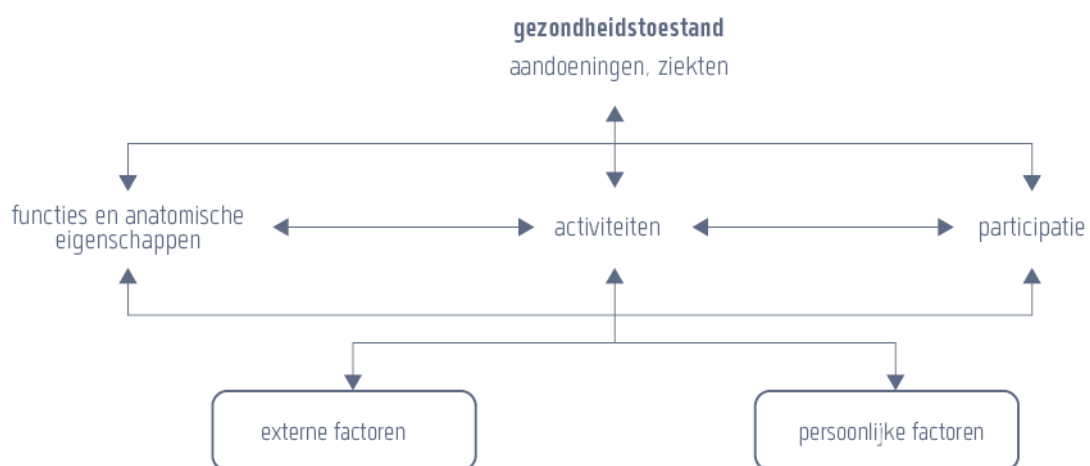 gezondheidstoestand
aandoeningen, ziekten
functies en anatomische
eigenschappen
activiteiten
participatie
externe factoren
persoonlijke factoren